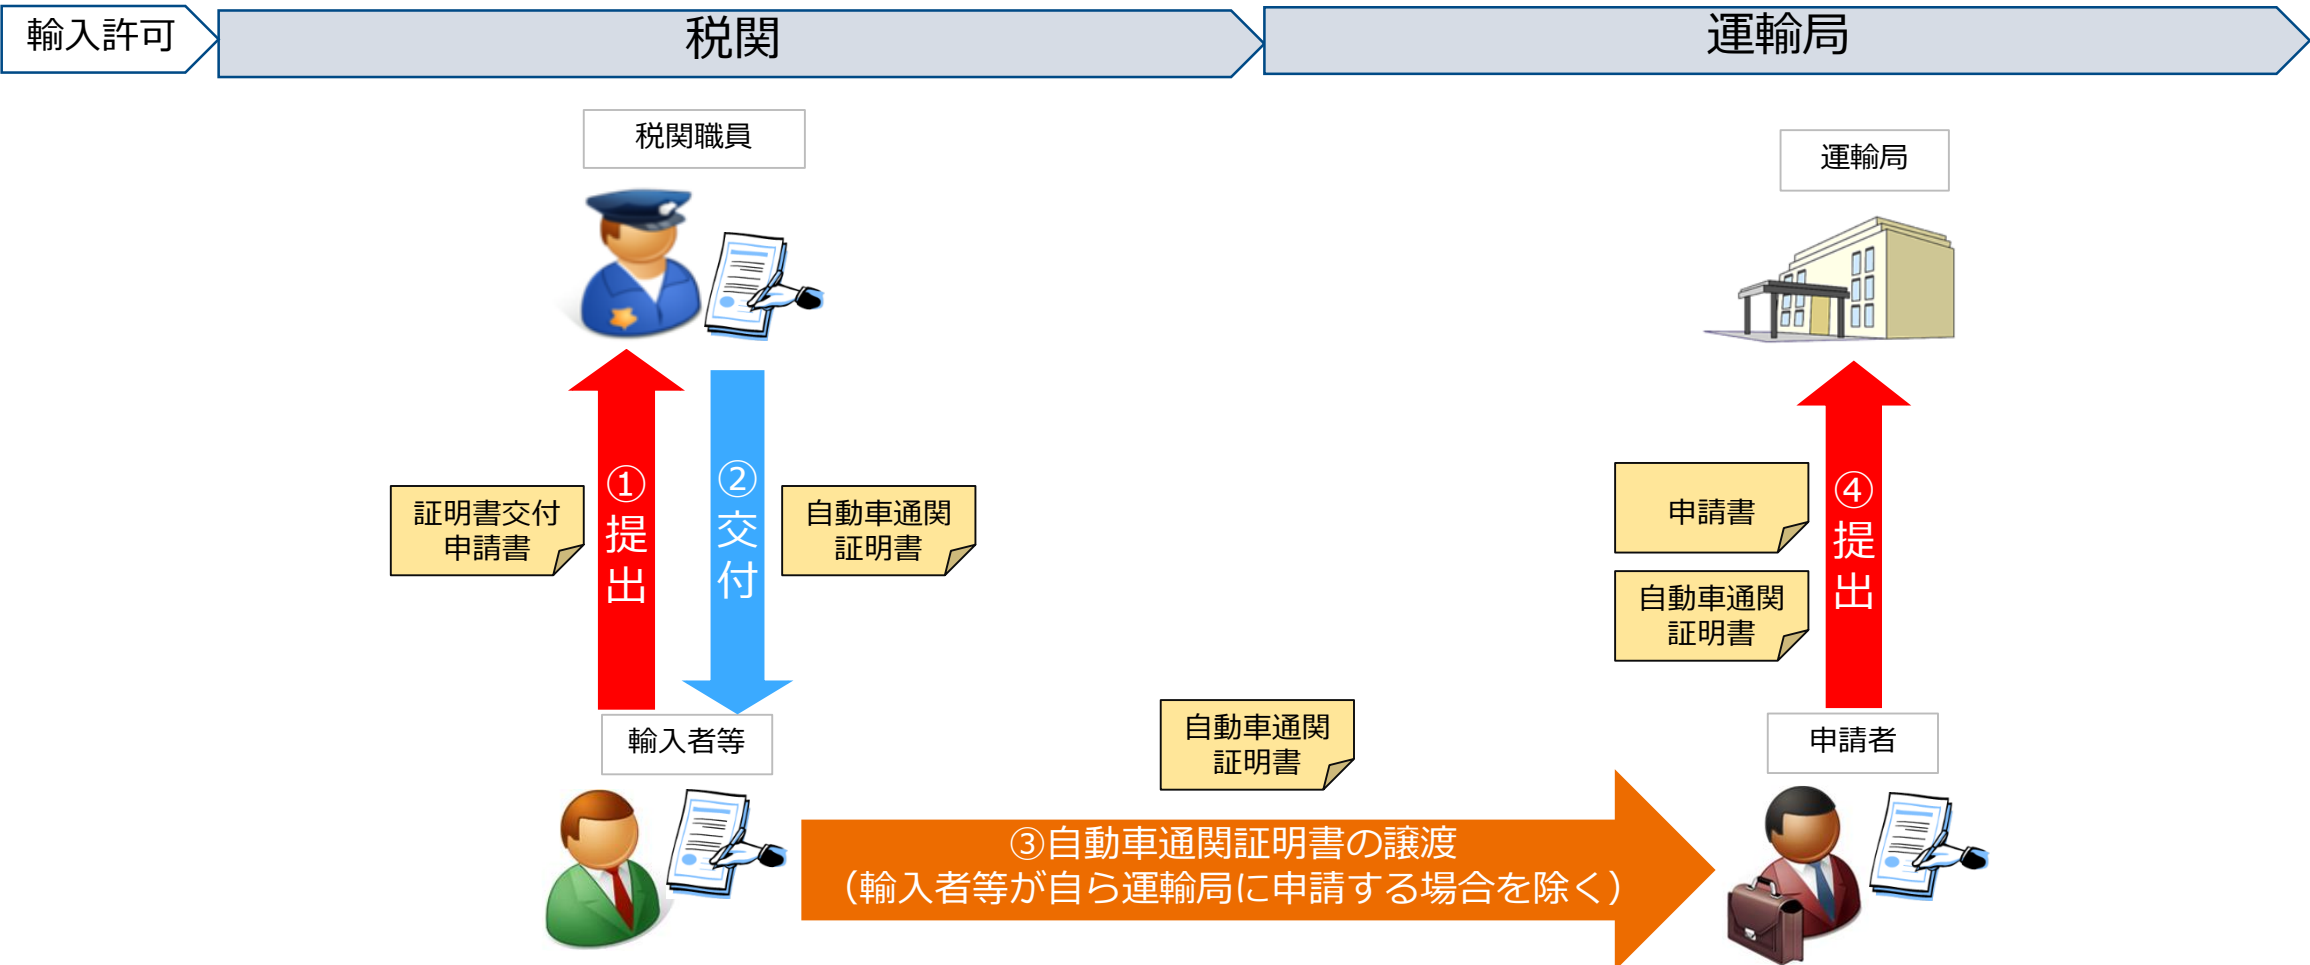 輸入許可
税関
運輸局
税関職員
運輸局
証明書交付
申請書
①提出
②交付
自動車通関
証明書
申請書
自動車通関
証明書
④提出
輸入者等
自動車通関
証明書
申請者
③自動車通関証明書の譲渡
（輸入者等が自ら運輸局に申請する場合を除く）